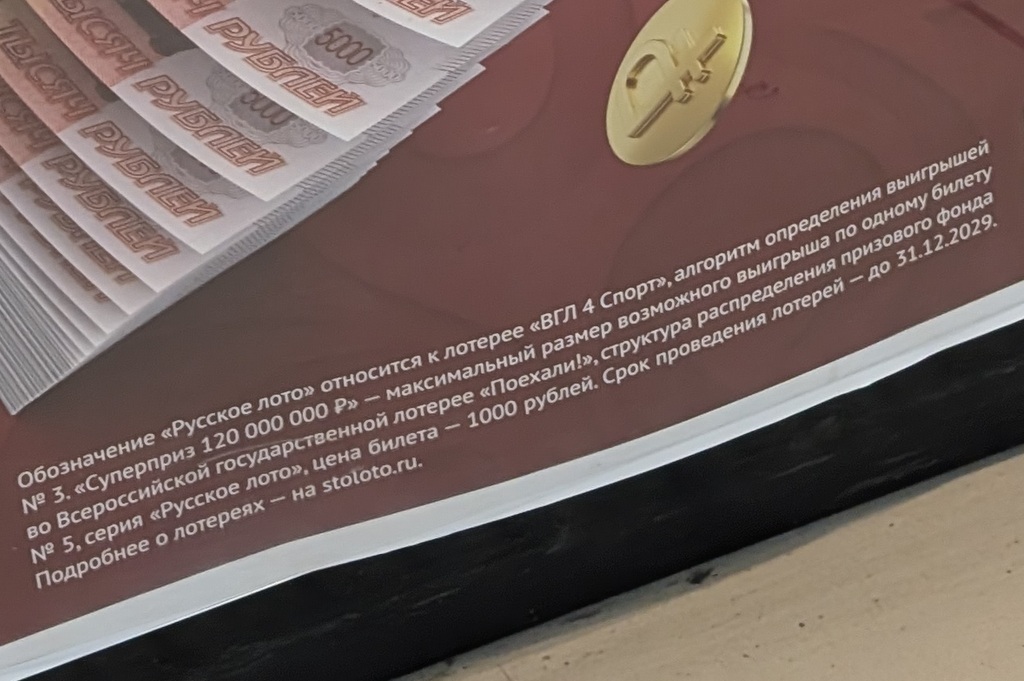 РУБЛЕЙ
5000
ТЫСЯЧ РУБЛЕЙ
5000
ТЫСЯЧ РУБЛЕЙ
РУБЛЕЙ
Обозначение «Русское лото» относится к лотерее «ВГЛ 4 Спорт», алгоритм определения выигрышей
№ 3. «Суперприз 120 000 000 ₽» — максимальный размер возможного выигрыша по одному билету
во Всероссийской государственной лотерее «Поехали!», структура распределения призового фонда
№ 5, серия «Русское лото», цена билета — 1000 рублей. Срок проведения лотерей — до 31.12.2029.
Подробнее о лотереях — на stoloto.ru.